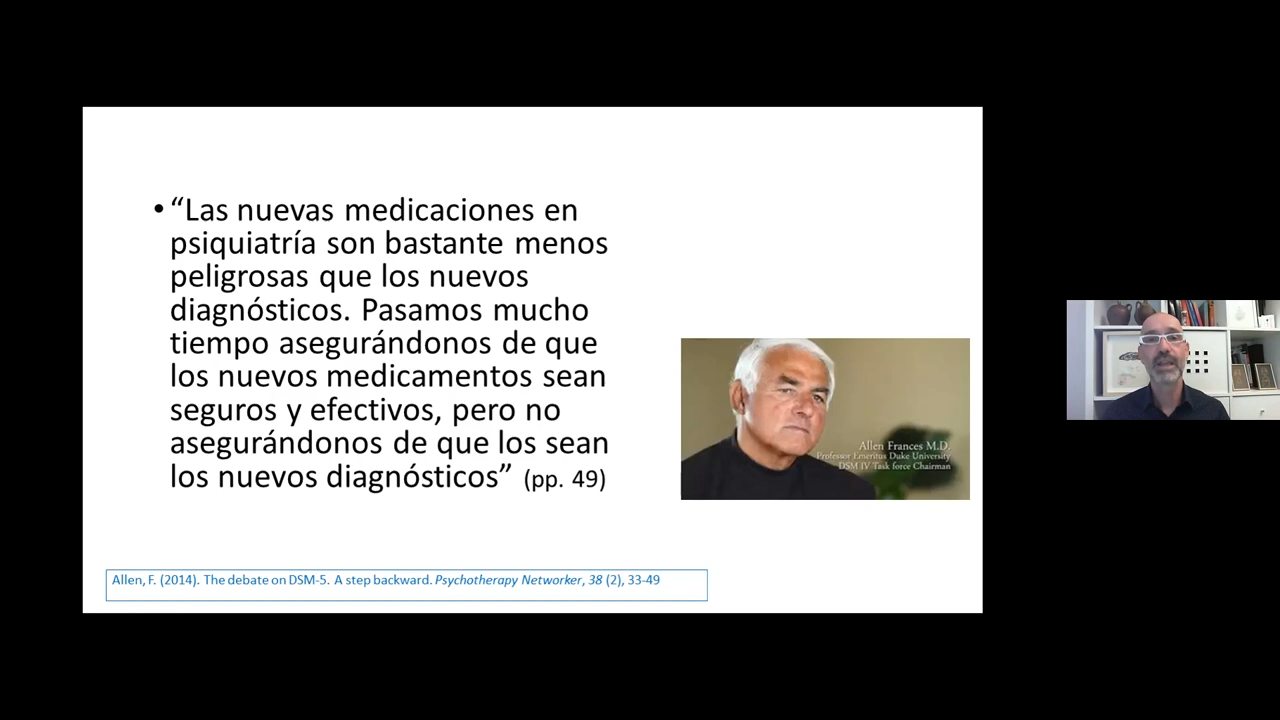 • “Las nuevas medicaciones en
psiquiatría son bastante menos
peligrosas que los nuevos
diagnósticos. Pasamos mucho
tiempo asegurándonos de que
los nuevos medicamentos sean
seguros y efectivos, pero no
asegurándonos de que los sean
los nuevos diagnósticos” (pp. 49)
Allen Frances M.D.
Professor Emeritus Duke University
DSM IV Task force Chairman
Allen, F. (2014). The debate on DSM-5. A step backward. Psychotherapy Networker, 38 (2), 33-49